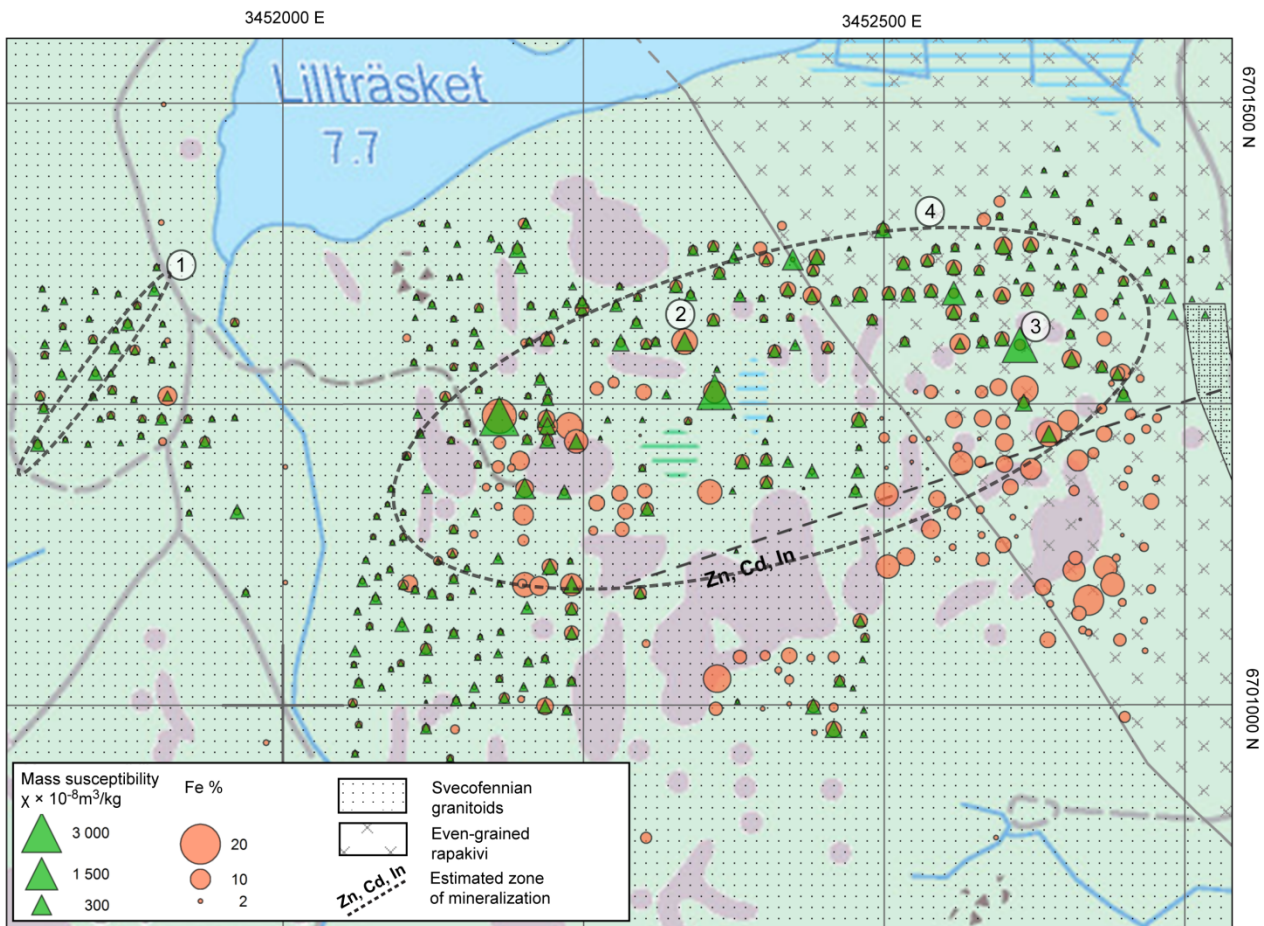 3452000 E
3452500 E
Lillträsket
7.7
6701500 N
1
2
3
4
Zn, Cd, In
6701000 N
Mass susceptibility
χ × 10-8m3/kg
3 000
1 500
300
Fe %
20
10
2
Svecofennian
granitoids
Even-grained
rapakivi
Zn, Cd, In
Estimated zone
of mineralization